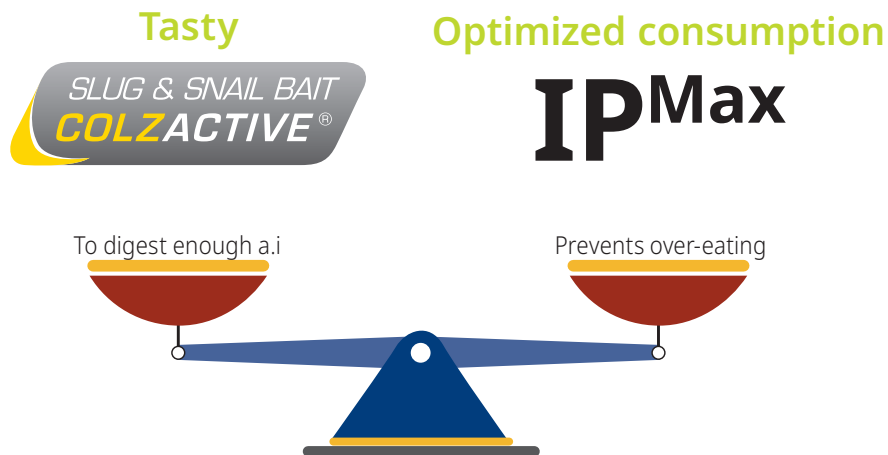 Tasty
Optimized consumption
SLUG & SNAIL BAIT
COLZACTIVE®
IPMax
To digest enough a.i
Prevents over-eating